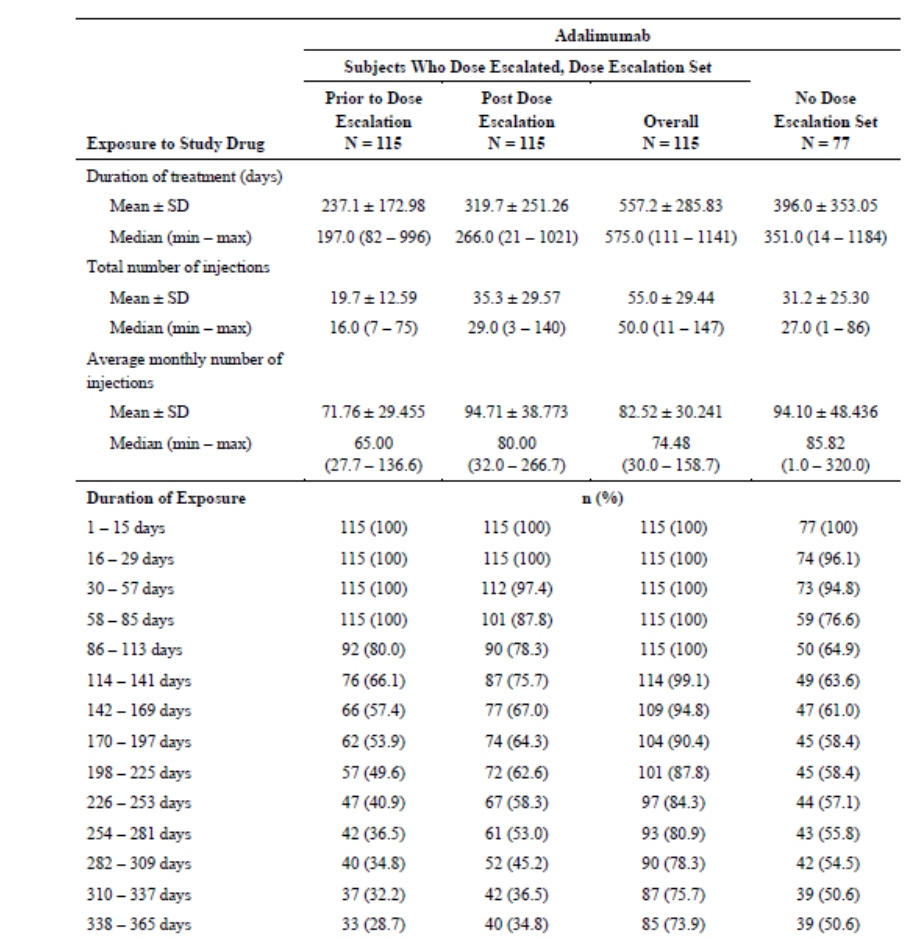 Adalimumab
Subjects Who Dose Escalated, Dose Escalation Set
Exposure to Study Drug | Prior to Dose Escalation N = 115 | Post Dose Escalation N = 115 | Overall N = 115 | No Dose Escalation Set N = 77
Duration of treatment (days)
Mean ± SD 237.1 ± 172.98 319.7 ± 251.26 557.2 ± 285.83 396.0 ± 353.05
Median (min – max) 197.0 (82 – 996) 266.0 (21 – 1021) 575.0 (111 – 1141) 351.0 (14 – 1184)
Total number of injections
Mean ± SD 19.7 ± 12.59 35.3 ± 29.57 55.0 ± 29.44 31.2 ± 25.30
Median (min – max) 16.0 (7 – 75) 29.0 (3 – 140) 50.0 (11 – 147) 27.0 (1 – 86)
Average monthly number of
injections
Mean ± SD 71.76 ± 29.455 94.71 ± 38.773 82.52 ± 30.241 94.10 ± 48.436
Median (min – max) 65.00 80.00 74.48 85.82
(27.7 – 136.6) (32.0 – 266.7) (30.0 – 158.7) (1.0 – 320.0)
Duration of Exposure n (%)
1 – 15 days 115 (100) 115 (100) 115 (100) 77 (100)
16 – 29 days 115 (100) 115 (100) 115 (100) 74 (96.1)
30 – 57 days 115 (100) 112 (97.4) 115 (100) 73 (94.8)
58 – 85 days 115 (100) 101 (87.8) 115 (100) 59 (76.6)
86 – 113 days 92 (80.0) 90 (78.3) 115 (100) 50 (64.9)
114 – 141 days 76 (66.1) 87 (75.7) 114 (99.1) 49 (63.6)
142 – 169 days 66 (57.4) 77 (67.0) 109 (94.8) 47 (61.0)
170 – 197 days 62 (53.9) 74 (64.3) 104 (90.4) 45 (58.4)
198 – 225 days 57 (49.6) 72 (62.6) 101 (87.8) 45 (58.4)
226 – 253 days 47 (40.9) 67 (58.3) 97 (84.3) 44 (57.1)
254 – 281 days 42 (36.5) 61 (53.0) 93 (80.9) 43 (55.8)
282 – 309 days 40 (34.8) 52 (45.2) 90 (78.3) 42 (54.5)
310 – 337 days 37 (32.2) 42 (36.5) 87 (75.7) 39 (50.6)
338 – 365 days 33 (28.7) 40 (34.8) 85 (73.9) 39 (50.6)